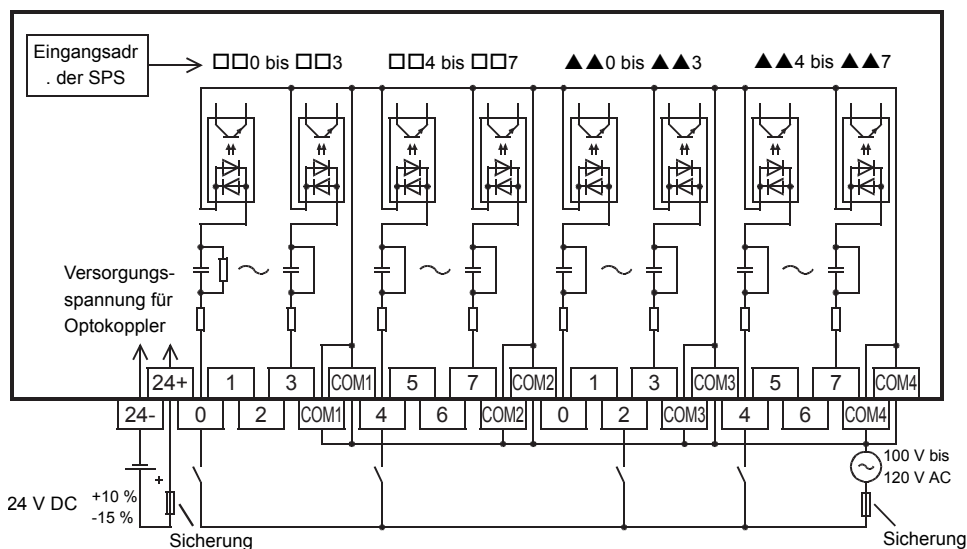 Eingangsadr
. der SPS
□□0 bis □□3
□□4 bis □□7
▲▲0 bis ▲▲3
▲▲4 bis ▲▲7
Versorgungs-
spannung für
Optokoppler
24+ 1 3 COM1 5 7 COM2 1 3 COM3 5 7 COM4
24- 0 2 COM1 4 6 COM2 0 2 COM3 4 6 COM4
24 V DC
+
+10 %
-15 %
Sicherung
100 V bis
120 V AC
Sicherung